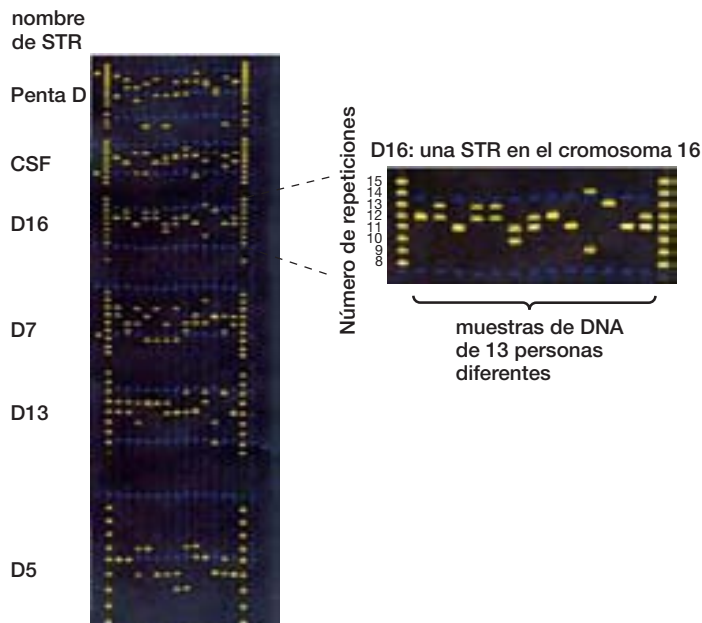 nombre
de STR
Penta D
CSF
D16
D7
D13
D5
Número de repeticiones
D16: una STR en el cromosoma 16
15
14
13
12
11
10
9
8
muestras de DNA
de 13 personas
diferentes